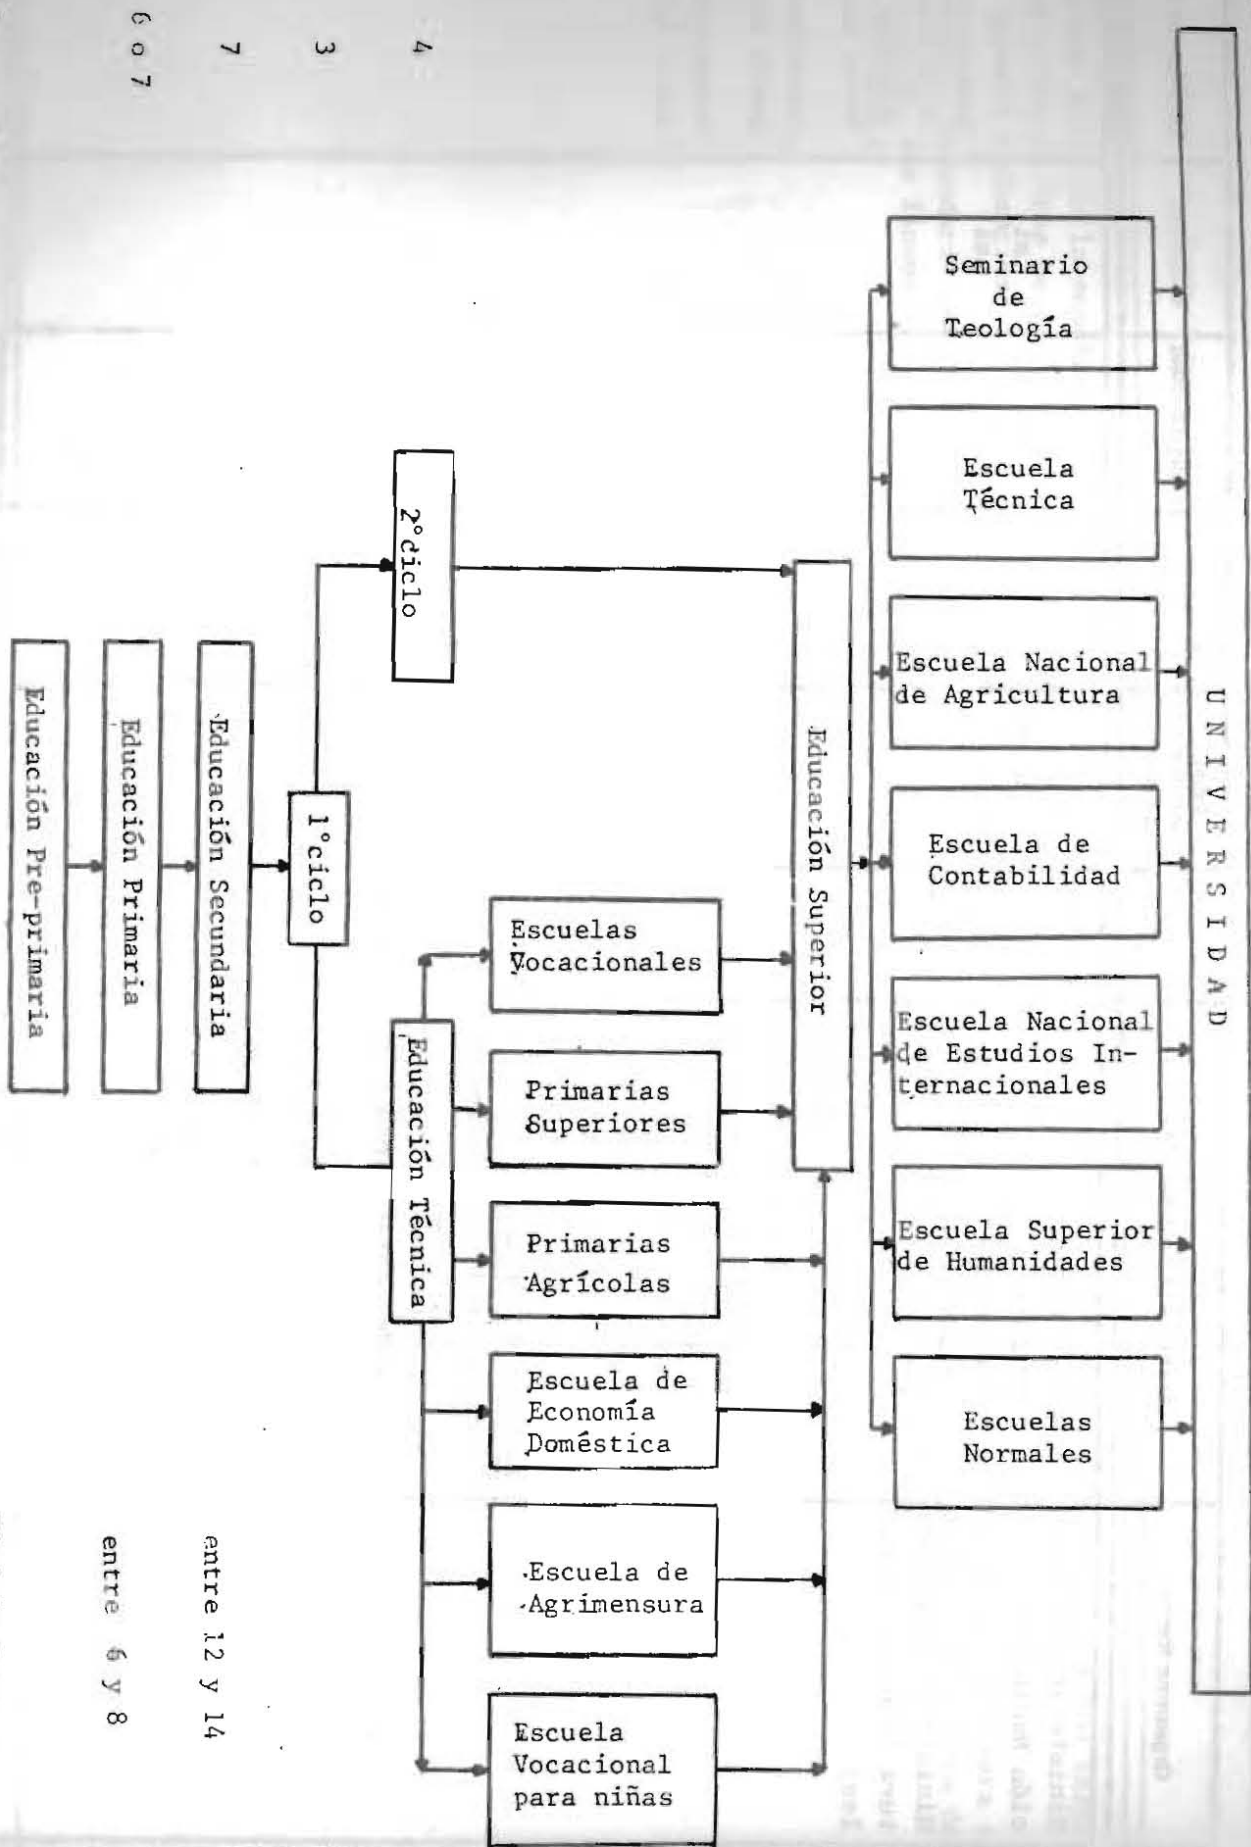 UNIVERSIDAD
Seminario
de
Teología
Escuela
Técnica
Escuela Nacional
de Agricultura
Escuela de
Contabilidad
Escuela Nacional
de Estudios In-
ternacionales
Escuela Superior
de Humanidades
Escuelas
Normales
Educación Superior
Escuelas
Vocacionales
Primarias
Superiores
Primarias
Agrícolas
Escuela de
Economía
Doméstica
Escuela de
Agrimensura
Escuela
Vocacional
para niñas
4
2°ciclo
Educación Técnica
3
1°ciclo
7
Educación Secundaria
entre 12 y 14
6 o 7
Educación Primaria
entre 6 y 8
Educación Pre-primaria